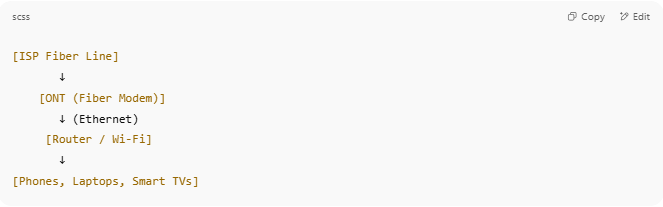 scss Copy Edit
[ISP Fiber Line]
↓
[ONT (Fiber Modem)]
↓ (Ethernet)
[Router / Wi-Fi]
↓
[Phones, Laptops, Smart TVs]